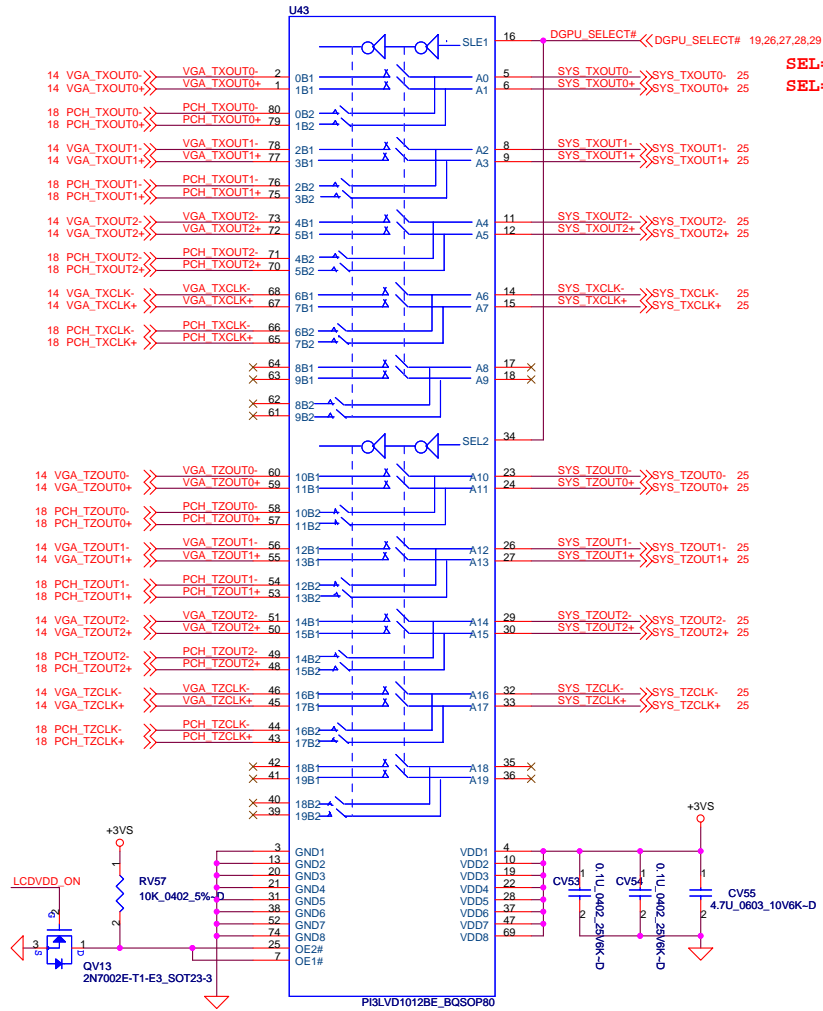 U43
SLE1 16 DGPU_SELECT# DGPU_SELECT# 19,26,27,28,29
SEL=
SEL=
14 VGA_TXOUT0- VGA_TXOUT0- 2 0B1 A0 5 SYS_TXOUT0- SYS_TXOUT0- 25
14 VGA_TXOUT0+ VGA_TXOUT0+ 1 1B1 A1 6 SYS_TXOUT0+ SYS_TXOUT0+ 25
18 PCH_TXOUT0- PCH_TXOUT0- 80 0B2
18 PCH_TXOUT0+ PCH_TXOUT0+ 79 1B2
14 VGA_TXOUT1- VGA_TXOUT1- 78 2B1 A2 8 SYS_TXOUT1- SYS_TXOUT1- 25
14 VGA_TXOUT1+ VGA_TXOUT1+ 77 3B1 A3 9 SYS_TXOUT1+ SYS_TXOUT1+ 25
18 PCH_TXOUT1- PCH_TXOUT1- 76 2B2
18 PCH_TXOUT1+ PCH_TXOUT1+ 75 3B2
14 VGA_TXOUT2- VGA_TXOUT2- 73 4B1 A4 11 SYS_TXOUT2- SYS_TXOUT2- 25
14 VGA_TXOUT2+ VGA_TXOUT2+ 72 5B1 A5 12 SYS_TXOUT2+ SYS_TXOUT2+ 25
18 PCH_TXOUT2- PCH_TXOUT2- 71 4B2
18 PCH_TXOUT2+ PCH_TXOUT2+ 70 5B2
14 VGA_TXCLK- VGA_TXCLK- 68 6B1 A6 14 SYS_TXCLK- SYS_TXCLK- 25
14 VGA_TXCLK+ VGA_TXCLK+ 67 7B1 A7 15 SYS_TXCLK+ SYS_TXCLK+ 25
18 PCH_TXCLK- PCH_TXCLK- 66 6B2
18 PCH_TXCLK+ PCH_TXCLK+ 65 7B2
64 8B1 A8 17
63 9B1 A9 18
62 8B2
61 9B2
SEL2 34
14 VGA_TZOUT0- VGA_TZOUT0- 60 10B1 A10 23 SYS_TZOUT0- SYS_TZOUT0- 25
14 VGA_TZOUT0+ VGA_TZOUT0+ 59 11B1 A11 24 SYS_TZOUT0+ SYS_TZOUT0+ 25
18 PCH_TZOUT0- PCH_TZOUT0- 58 10B2
18 PCH_TZOUT0+ PCH_TZOUT0+ 57 11B2
14 VGA_TZOUT1- VGA_TZOUT1- 56 12B1 A12 26 SYS_TZOUT1- SYS_TZOUT1- 25
14 VGA_TZOUT1+ VGA_TZOUT1+ 55 13B1 A13 27 SYS_TZOUT1+ SYS_TZOUT1+ 25
18 PCH_TZOUT1- PCH_TZOUT1- 54 12B2
18 PCH_TZOUT1+ PCH_TZOUT1+ 53 13B2
14 VGA_TZOUT2- VGA_TZOUT2- 51 14B1 A14 29 SYS_TZOUT2- SYS_TZOUT2- 25
14 VGA_TZOUT2+ VGA_TZOUT2+ 50 15B1 A15 30 SYS_TZOUT2+ SYS_TZOUT2+ 25
18 PCH_TZOUT2- PCH_TZOUT2- 49 14B2
18 PCH_TZOUT2+ PCH_TZOUT2+ 48 15B2
14 VGA_TZCLK- VGA_TZCLK- 46 16B1 A16 32 SYS_TZCLK- SYS_TZCLK- 25
14 VGA_TZCLK+ VGA_TZCLK+ 45 17B1 A17 33 SYS_TZCLK+ SYS_TZCLK+ 25
18 PCH_TZCLK- PCH_TZCLK- 44 16B2
18 PCH_TZCLK+ PCH_TZCLK+ 43 17B2
42 18B1 A18 35
41 19B1 A19 36
40 18B2
39 19B2
+3VS
+3VS
3 GND1 VDD1 4
13 GND2 VDD2 10
20 GND3 VDD3 19
21 GND4 VDD4 22
31 GND5 VDD5 28
38 GND6 VDD6 37
52 GND7 VDD7 47
74 GND8 VDD8 69
25 OE2#
7 OE1#
LCDVDD_ON
1
RV57
10K_0402_5%~D
2
2
G
3 S D 1
QV13
2N7002E-T1-E3_SOT23-3
CV53 1 2
0.1U_0402_25V6K~D
CV54 1 2
0.1U_0402_25V6K~D
1
CV55
4.7U_0603_10V6K~D
2
PI3LVD1012BE_BQSOP80